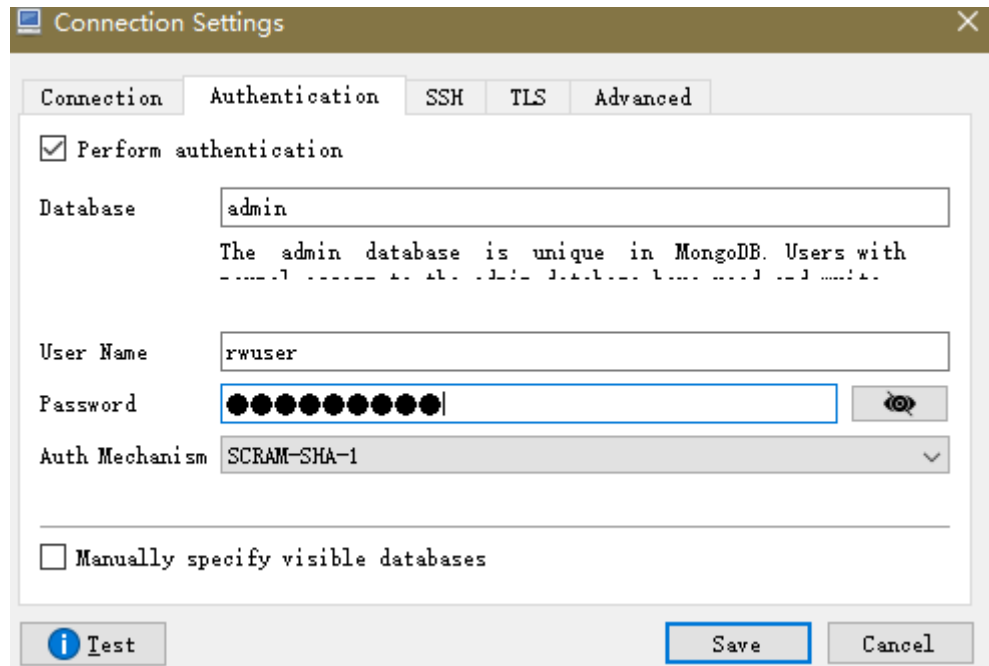 Connection Settings
Connection Authentication SSH TLS Advanced
Perform authentication
Database admin
The admin database is unique in MongoDB. Users with
User Name rwuser
Password
Auth Mechanism SCRAM-SHA-1
Manually specify visible databases
Test Save Cancel